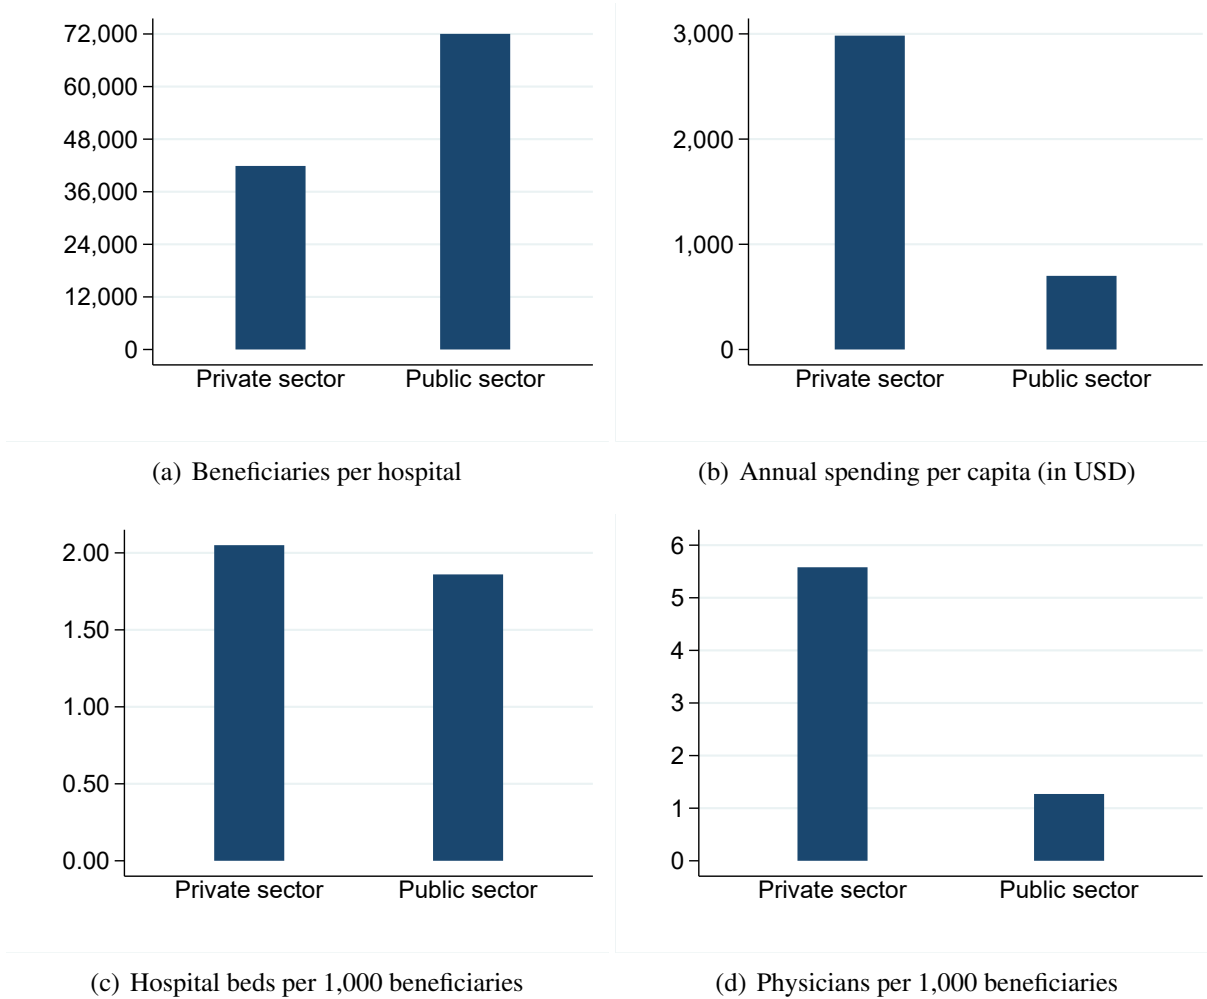 72,000
60,000
48,000
36,000
24,000
12,000
0
Private sector Public sector
(a) Beneficiaries per hospital
3,000
2,000
1,000
0
Private sector Public sector
(b) Annual spending per capita (in USD)
2.00
1.50
1.00
0.50
0.00
Private sector Public sector
(c) Hospital beds per 1,000 beneficiaries
6
5
4
3
2
1
0
Private sector Public sector
(d) Physicians per 1,000 beneficiaries